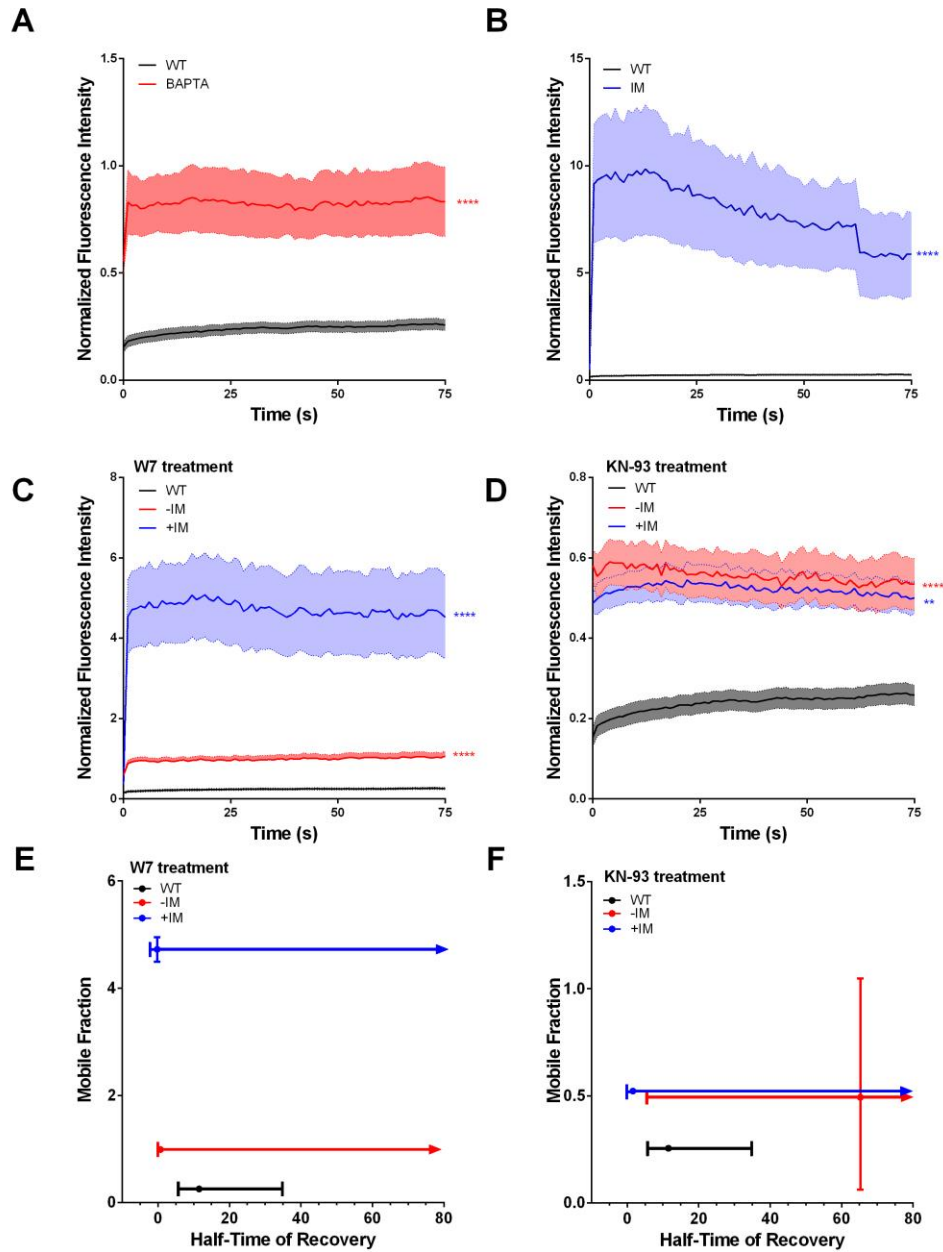 A
WT
BAPTA
Normalized Fluorescence Intensity
1.5
1.0
0.5
0.0
****
0 25 50 75
Time (s)
B
WT
IM
Normalized Fluorescence Intensity
15
10
5
0
****
0 25 50 75
Time (s)
C
W7 treatment
WT
-IM
+IM
Normalized Fluorescence Intensity
8
6
4
2
0
****
****
0 25 50 75
Time (s)
D
KN-93 treatment
WT
-IM
+IM
Normalized Fluorescence Intensity
0.8
0.6
0.4
0.2
0.0
****
**
0 25 50 75
Time (s)
E
W7 treatment
WT
-IM
+IM
Mobile Fraction
6
4
2
0
0 20 40 60 80
Half-Time of Recovery
F
KN-93 treatment
WT
-IM
+IM
Mobile Fraction
1.5
1.0
0.5
0.0
0 20 40 60 80
Half-Time of Recovery